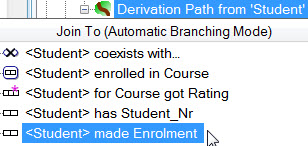 Derivation Path from 'Student'
Join To (Automatic Branching Mode)
<Student> coexists with...
<Student> enrolled in Course
<Student> for Course got Rating
<Student> has Student_Nr
<Student> made Enrolment